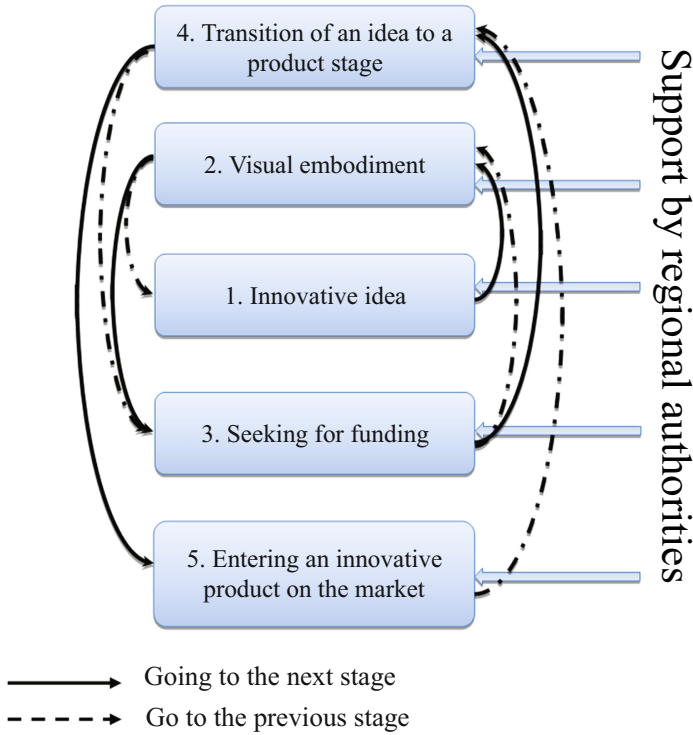 4. Transition of an idea to a
product stage
2. Visual embodiment
1. Innovative idea
3. Seeking for funding
5. Entering an innovative
product on the market
Support by regional authorities
Going to the next stage
Go to the previous stage